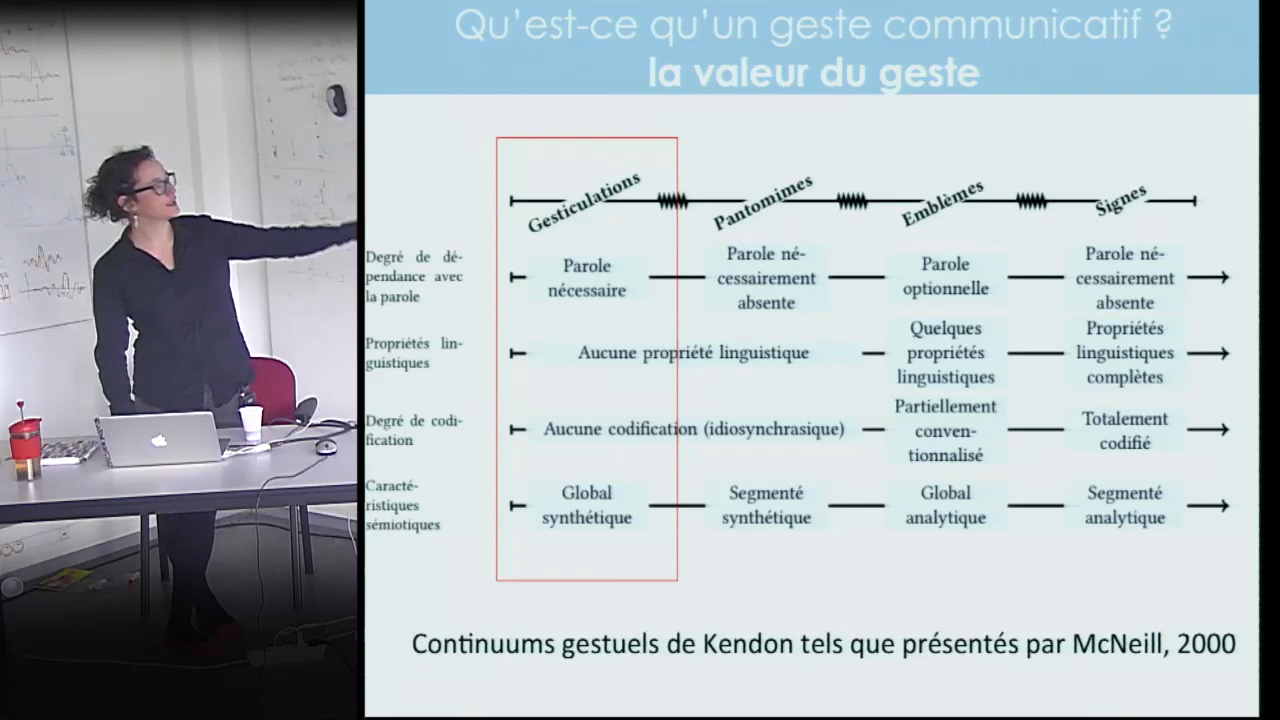 Qu'est-ce qu'un geste communicatif ?
la valeur du geste
Gesticulations Pantomimes Emblèmes Signes
Degré de dé-
pendance avec
la parole
Parole
nécessaire
Parole né-
cessairement
absente
Parole
optionnelle
Parole né-
cessairement
absente
Propriétés lin-
guistiques
Aucune propriété linguistique
Quelques
propriétés
linguistiques
Propriétés
linguistiques
complètes
Degré de codi-
fication
Aucune codification (idiosynchrasique)
Partiellement
conven-
tionnalisé
Totalement
codifié
Caracté-
ristiques
sémiotiques
Global
synthétique
Segmenté
synthétique
Global
analytique
Segmenté
analytique
Continuums gestuels de Kendon tels que présentés par McNeill, 2000